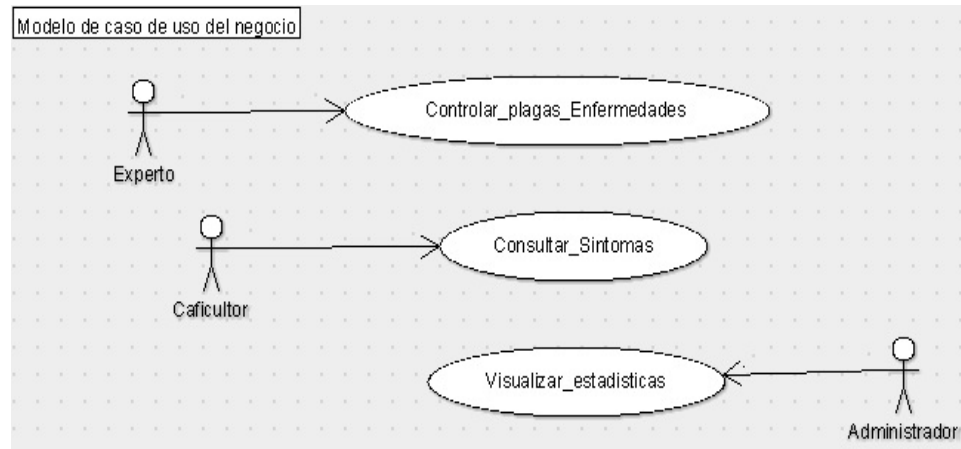 Modelo de caso de uso del negocio
Controlar_plagas_Enfermedades
Experto
Consultar_Sintomas
Caficultor
Visualizar_estadisticas
Administrador